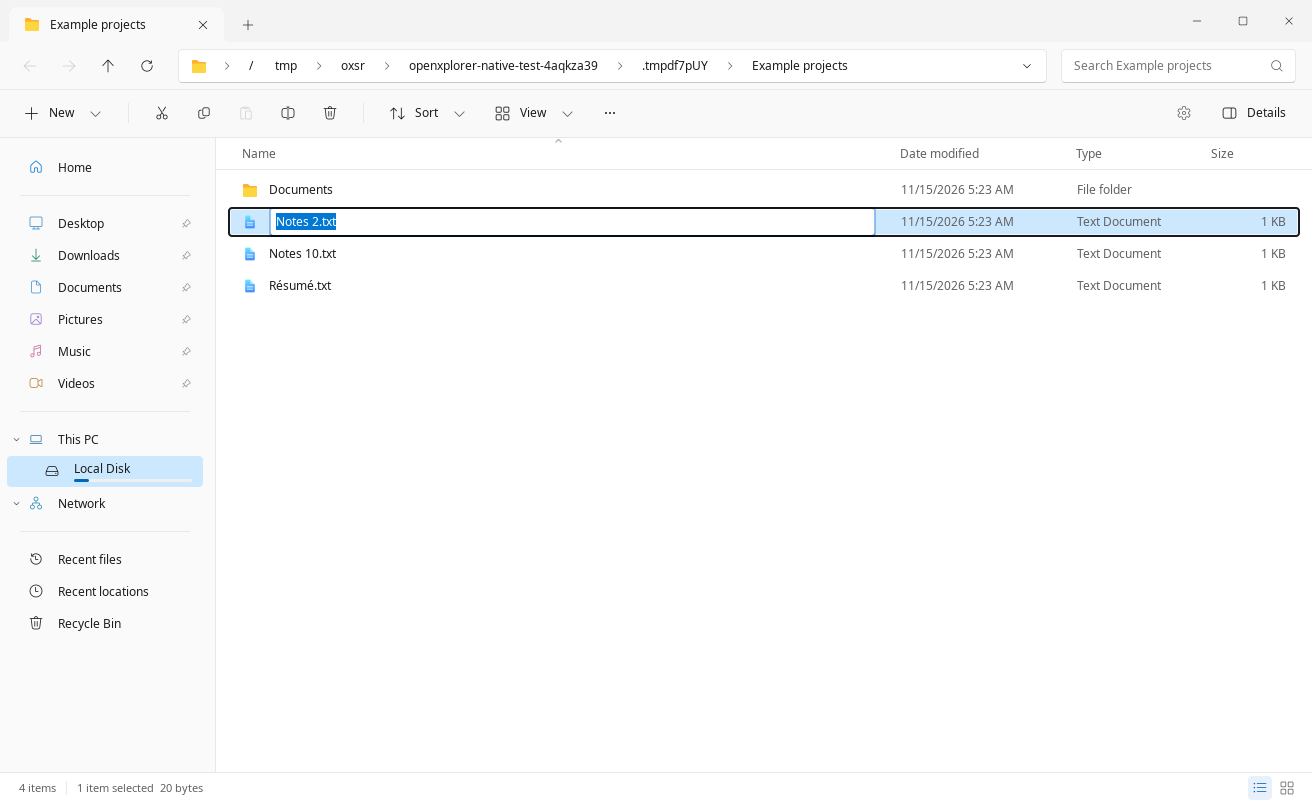 Example projects
/ tmp oxsr openxplorer-native-test-4aqkza39 .tmpdf7pUY Example projects
Search Example projects
New Sort View ··· Details
Name Date modified Type Size
Home
Desktop
Downloads
Documents
Pictures
Music
Videos
This PC
Local Disk
Network
Recent files
Recent locations
Recycle Bin
Documents 11/15/2026 5:23 AM File folder
Notes 2.txt 11/15/2026 5:23 AM Text Document 1 KB
Notes 10.txt 11/15/2026 5:23 AM Text Document 1 KB
Résumé.txt 11/15/2026 5:23 AM Text Document 1 KB
4 items 1 item selected 20 bytes